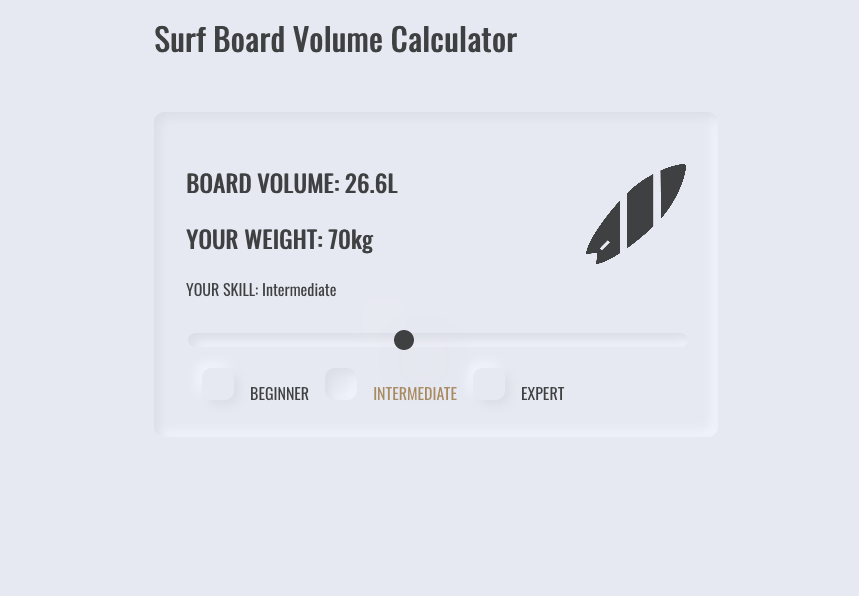 Surf Board Volume Calculator
BOARD VOLUME: 26.6L
YOUR WEIGHT: 70kg
YOUR SKILL: Intermediate
BEGINNER INTERMEDIATE EXPERT